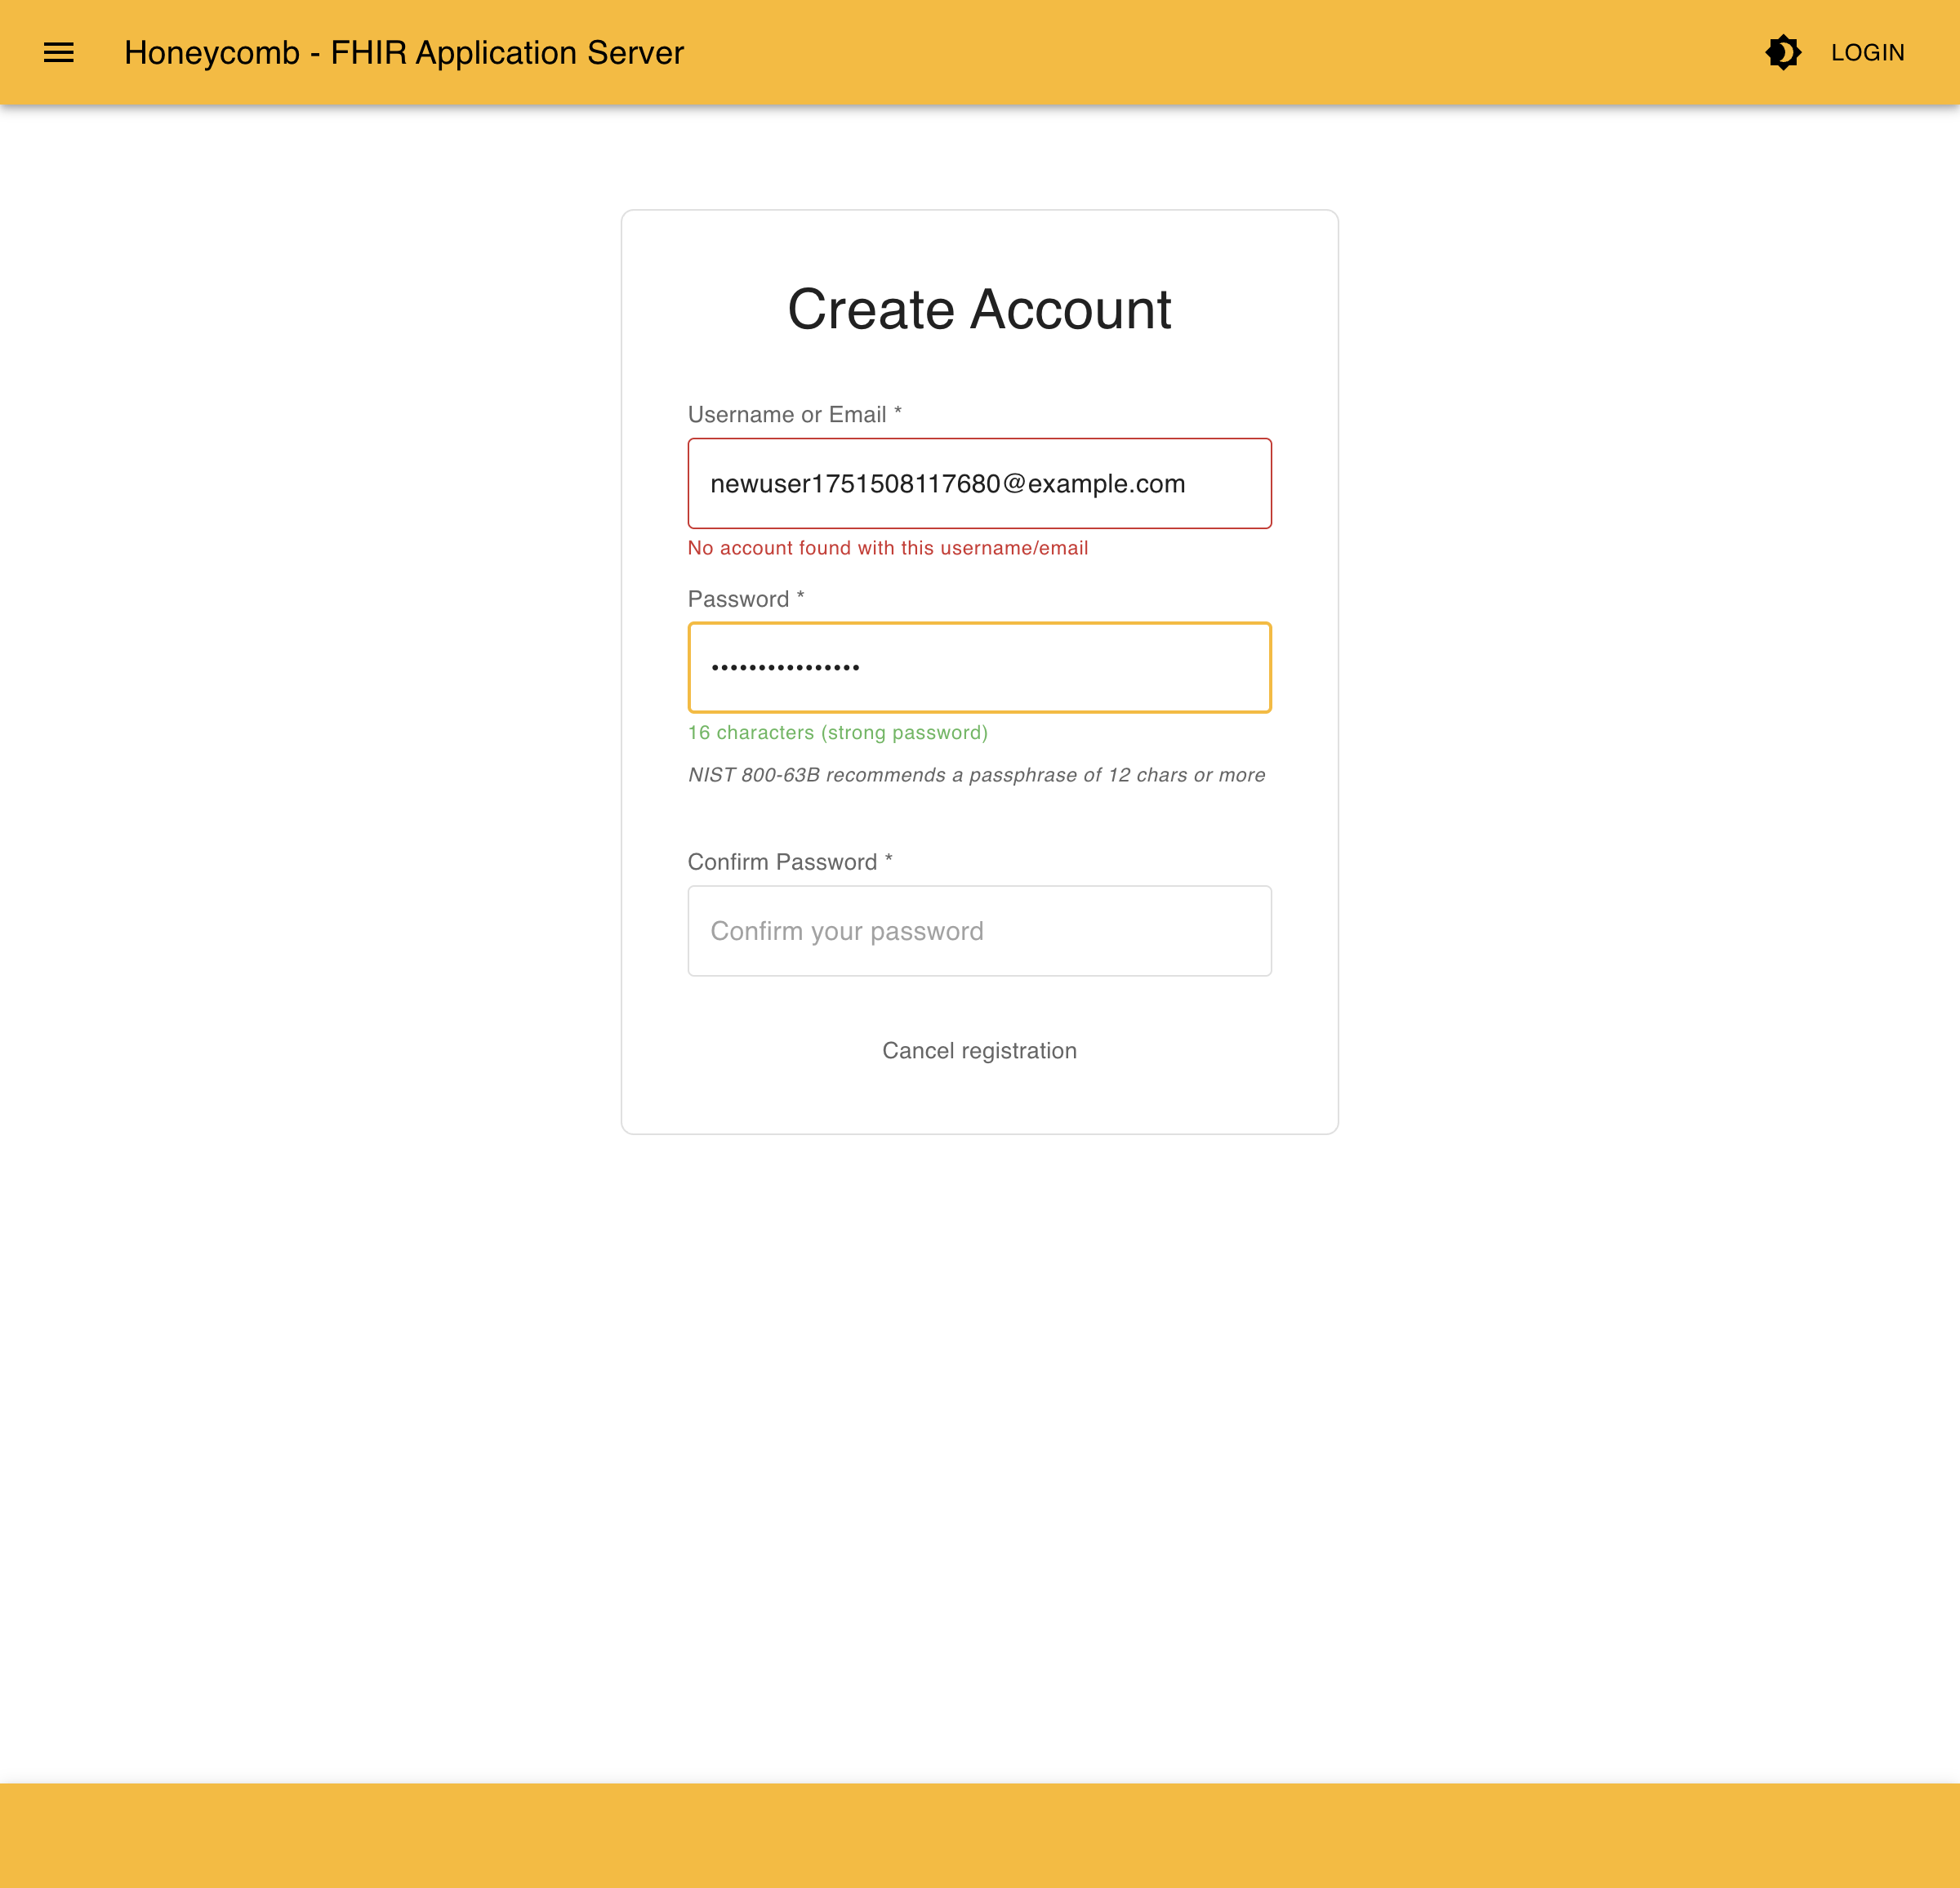 Honeycomb - FHIR Application Server
LOGIN
Create Account
Username or Email *
newuser1751508117680@example.com
No account found with this username/email
Password *
••••••••••••••••
16 characters (strong password)
NIST 800-63B recommends a passphrase of 12 chars or more
Confirm Password *
Confirm your password
Cancel registration